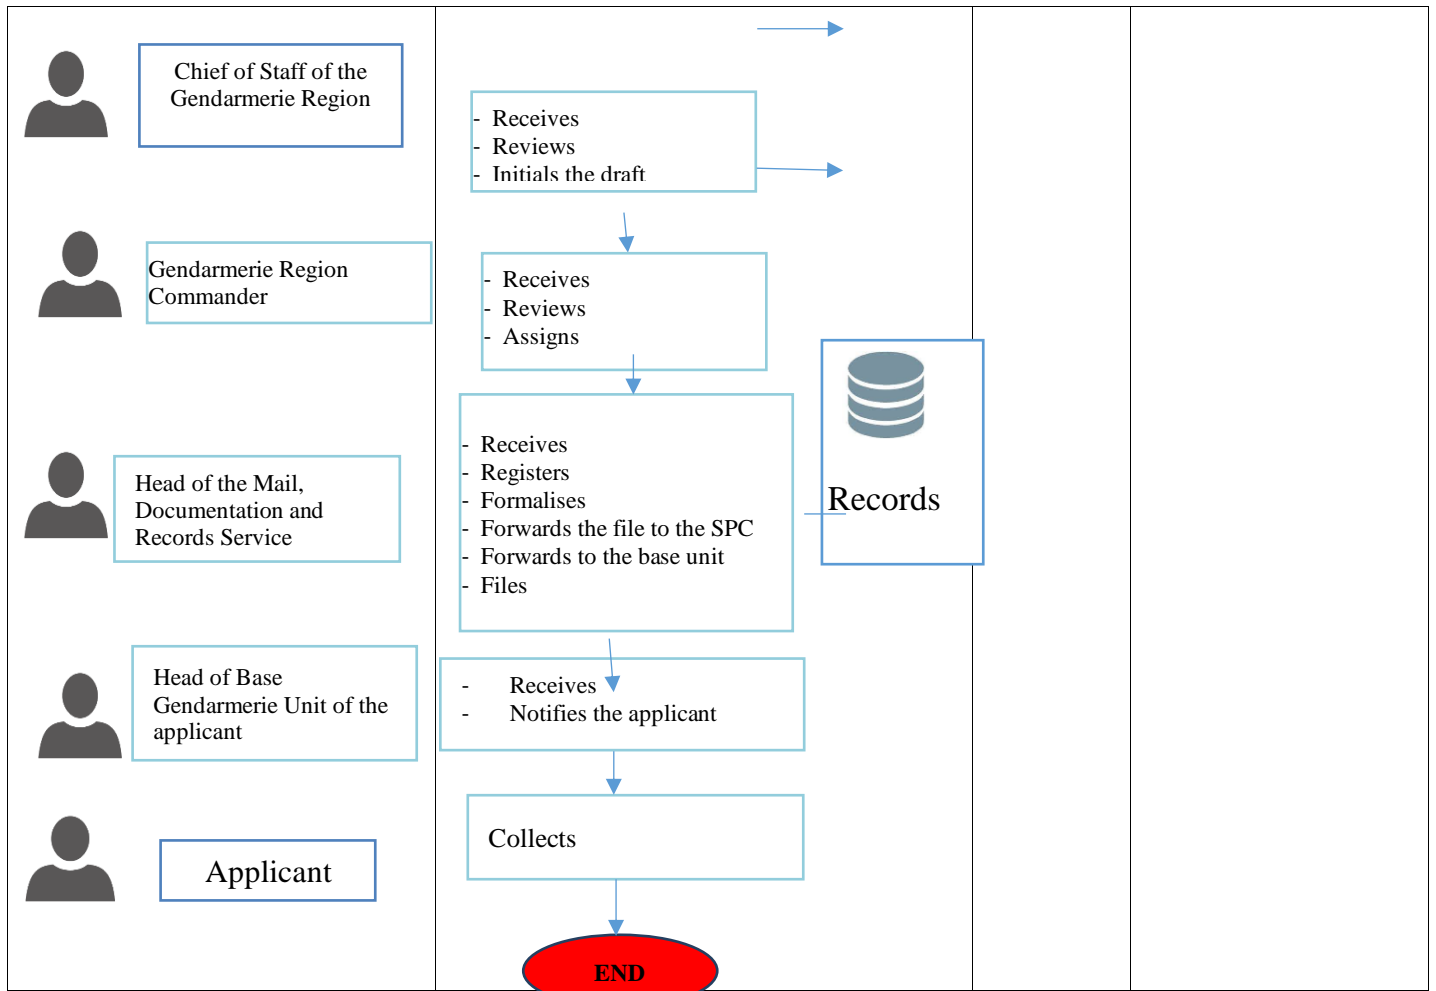 Chief of Staff of the
Gendarmerie Region
- Receives
- Reviews
- Initials the draft
Gendarmerie Region
Commander
- Receives
- Reviews
- Assigns
Head of the Mail,
Documentation and
Records Service
- Receives
- Registers
- Formalises
- Forwards the file to the SPC
- Forwards to the base unit
- Files
Records
Head of Base
Gendarmerie Unit of the
applicant
- Receives
- Notifies the applicant
Applicant
Collects
END